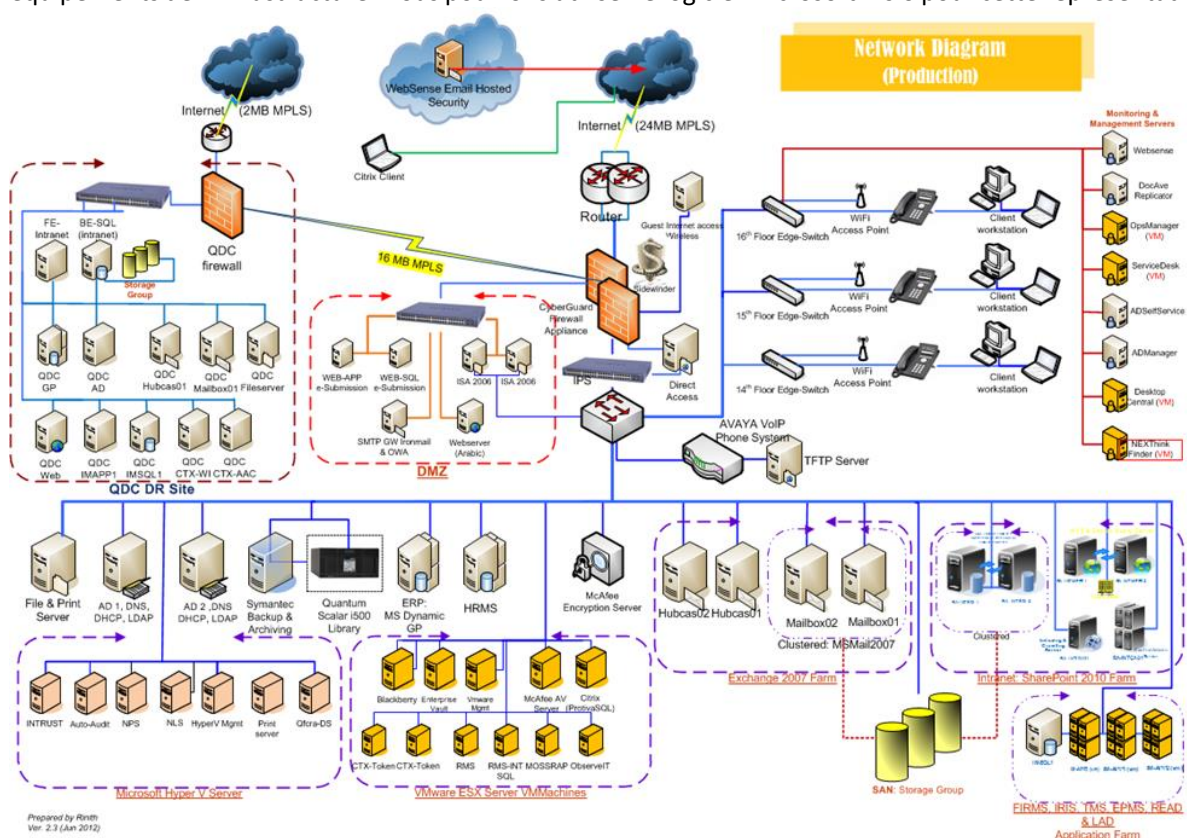 Network Diagram
(Production)
WebSense Email Hosted
Security
Internet (2MB MPLS)
Internet (24MB MPLS)
Citrix Client
Router
Guest Internet access
Wireless
Sidewinder
CyberGuard
Firewall
Appliance
IPS
Direct
Access
16 MB MPLS
QDC
firewall
FE-
Intranet
BE-SQL
(intranet)
Storage
Group
QDC
GP
QDC
AD
QDC
Hubcas01
QDC
Mailbox01
QDC
Fileserver
QDC
Web
QDC
IMAPP1
QDC
IMSQL1
QDC
CTX-WI
QDC
CTX-AAC
QDC DR Site
WEB-APP
e-Submission
WEB-SQL
e-Submission
ISA 2006
ISA 2006
SMTP GW Ironmail
& OWA
Webserver
(Arabic)
DMZ
16th Floor Edge-Switch
WiFi
Access Point
Client
workstation
15th Floor Edge-Switch
WiFi
Access Point
Client
workstation
14th Floor Edge-Switch
WiFi
Access Point
Client
workstation
Monitoring &
Management Servers
Websense
DocAve
Replicator
OpsManager
(VM)
ServiceDesk
(VM)
ADSelfService
ADManager
Desktop
Central (VM)
NEXThink
Finder (VM)
AVAYA VoIP
Phone System
TFTP Server
File & Print
Server
AD 1, DNS,
DHCP, LDAP
AD 2 ,DNS
DHCP, LDAP
Symantec
Backup &
Archiving
Quantum
Scalar i500
Library
ERP:
MS Dynamic
GP
HRMS
McAfee
Encryption Server
Hubcas02
Hubcas01
Mailbox02
Mailbox01
Clustered: MSMail2007
Exchange 2007 Farm
Clustered
Intranet: SharePoint 2010 Farm
INTRUST
Auto-Audit
NPS
NLS
HyperV Mgmt
Print
server
Qfora-DS
Microsoft Hyper V Server
Blackberry
Enterprise
Vault
Vmware
Mgmt
McAfee AV
Server
Citrix
(ProtivaSQL)
CTX-Token
CTX-Token
RMS
RMS-INT
SQL
MOSSRAP
ObserveIT
VMware ESX Server VMMachines
SAN: Storage Group
FIRMS, IRIS, TMS, EPMS, READ
& LAD
Application Farm
Prepared by Rinith
Ver. 2.3 (Jun 2012)